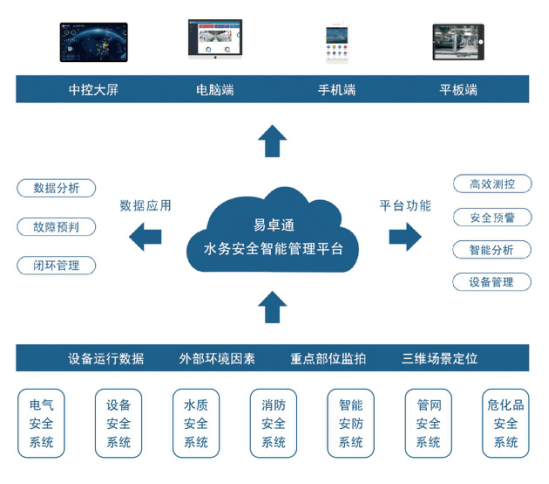 中控大屏
电脑端
手机端
平板端
数据分析
故障预判
闭环管理
数据应用
易卓通
水务安全智能管理平台
平台功能
高效测控
安全预警
智能分析
设备管理
设备运行数据
外部环境因素
重点部位监拍
三维场景定位
电气
安全
系统
设备
安全
系统
水质
安全
系统
消防
安全
系统
智能
安防
系统
管网
安全
系统
危化品
安全
系统